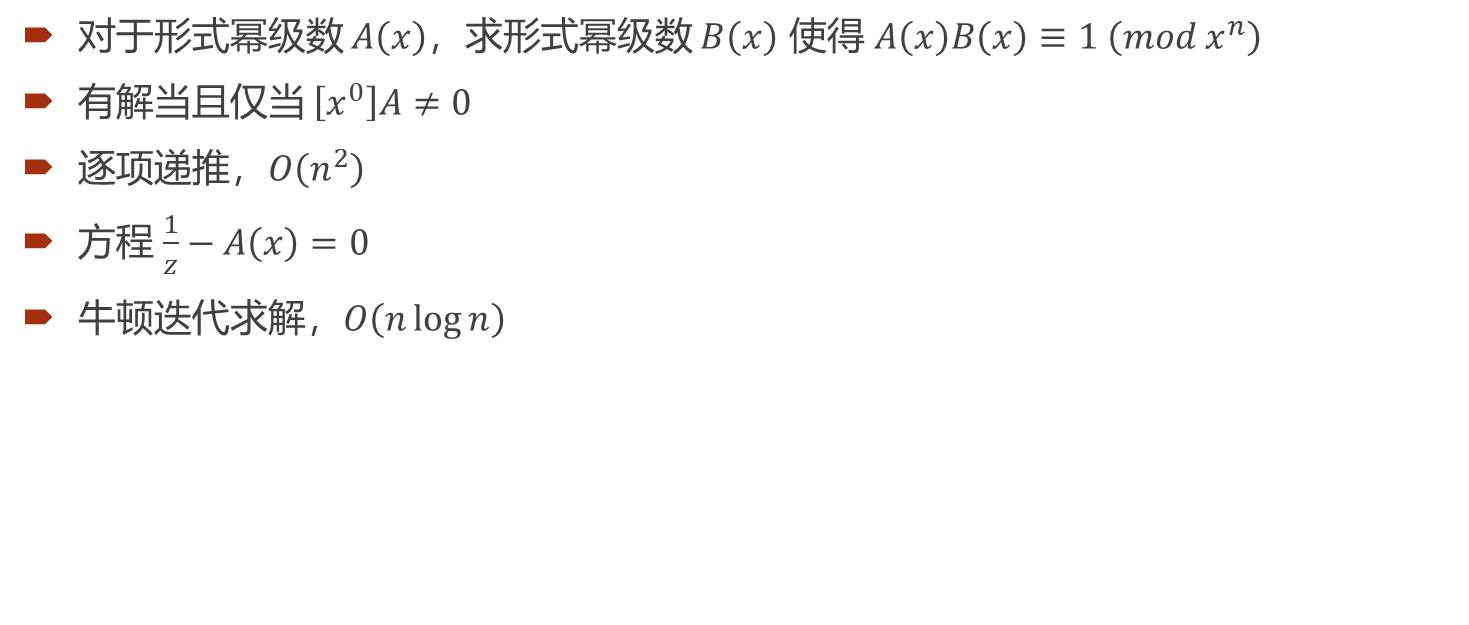 对于形式幂级数 A(x)，求形式幂级数 B(x) 使得 A(x)B(x) ≡ 1 (mod xⁿ)
有解当且仅当 [x⁰]A ≠ 0
逐项递推，O(n²)
方程 1/z − A(x) = 0
牛顿迭代求解，O(n log n)